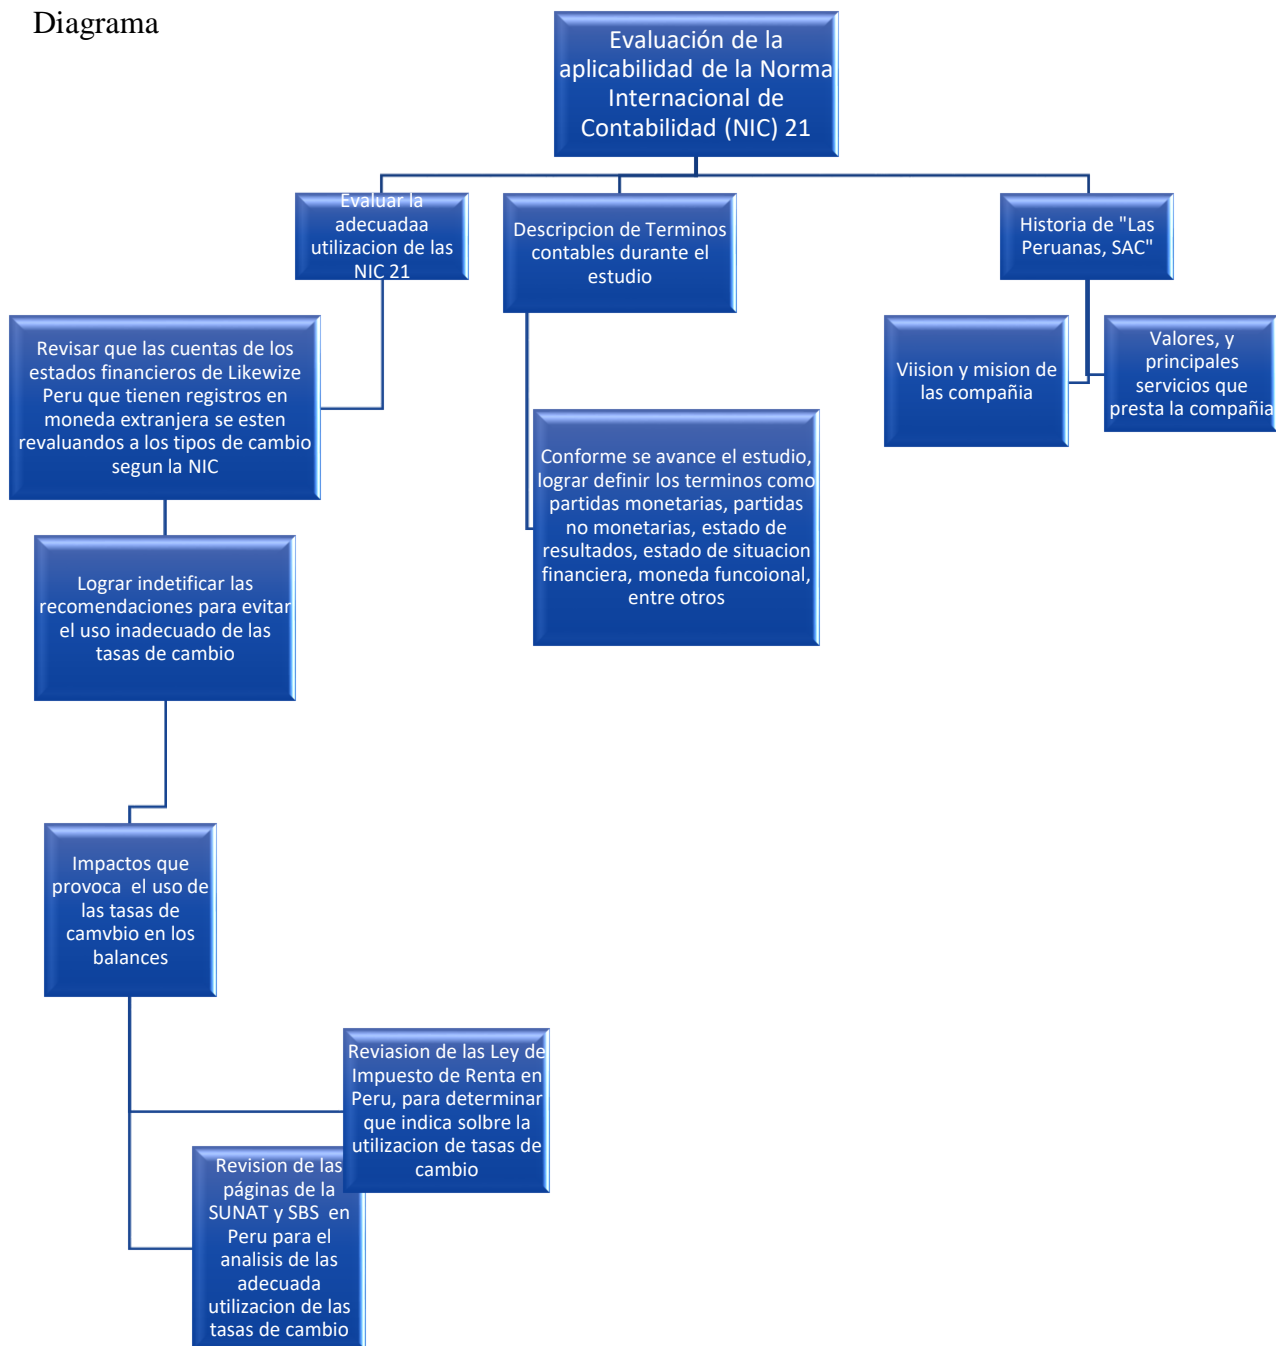 Diagrama
Evaluación de la
aplicabilidad de la Norma
Internacional de
Contabilidad (NIC) 21
Evaluar la
adecuadaa
utilizacion de las
NIC 21
Descripcion de Terminos
contables durante el
estudio
Historia de "Las
Peruanas, SAC"
Revisar que las cuentas de los
estados financieros de Likewize
Peru que tienen registros en
moneda extranjera se esten
revaluandos a los tipos de cambio
segun la NIC
Viision y mision de
las compañia
Valores, y
principales
servicios que
presta la compañia
Conforme se avance el estudio,
lograr definir los terminos como
partidas monetarias, partidas
no monetarias, estado de
resultados, estado de situacion
financiera, moneda funcoional,
entre otros
Lograr indetificar las
recomendaciones para evitar
el uso inadecuado de las
tasas de cambio
Impactos que
provoca  el uso de
las tasas de
camvbio en los
balances
Reviasion de las Ley de
Impuesto de Renta en
Peru, para determinar
que indica solbre la
utilizacion de tasas de
cambio
Revision de las
páginas de la
SUNAT y SBS  en
Peru para el
analisis de las
adecuada
utilizacion de las
tasas de cambio